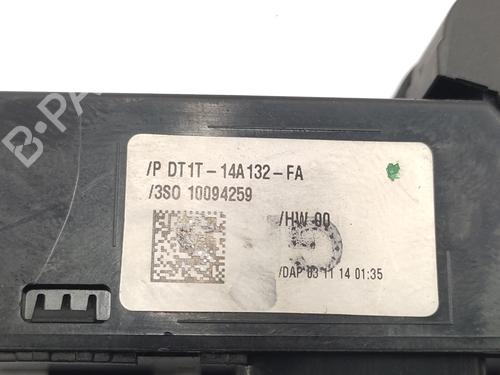 /P DT1T-14A132-FA
/3SO 10094259
/HW 00
/DAP 03 11 14 01:35